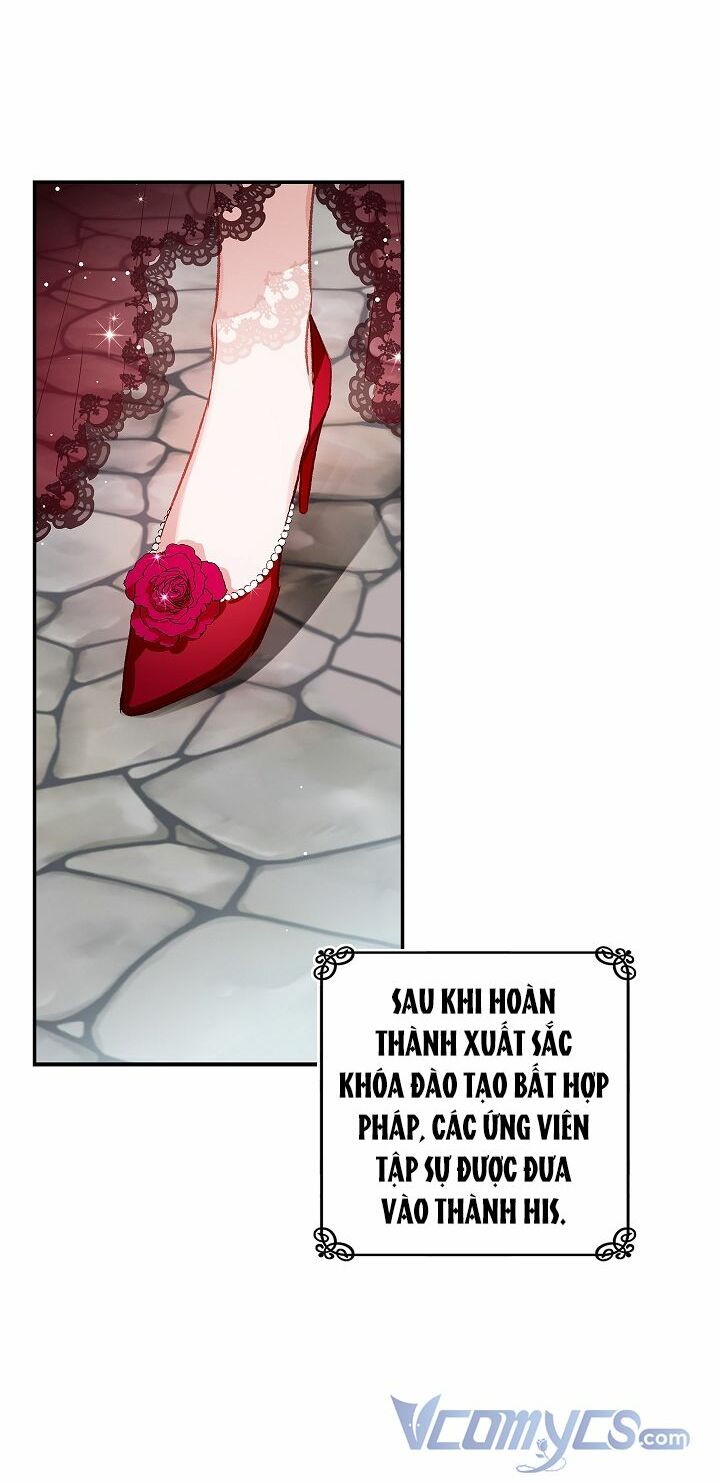 SAU KHI HOÀN
THÀNH XUẤT SẮC
KHÓA ĐÀO TẠO BẤT HỢP
PHÁP, CÁC ỨNG VIÊN
TẬP SỰ ĐƯỢC ĐƯA
VÀO THÀNH HIS.
VCOMYCS.com